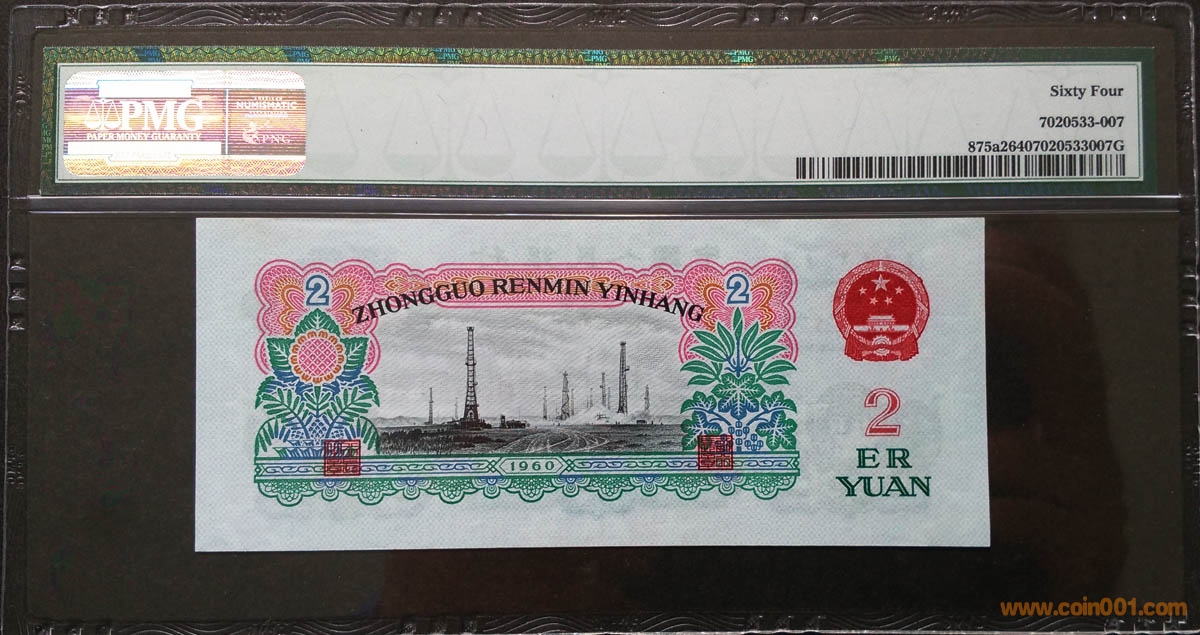 PMG
PAPER MONEY GUARANTY
NUMISMATIC
PNG
Sixty Four
7020533-007
875a26407020533007G
2
2
ZHONGGUO RENMIN YINHANG
1960
2
ER
YUAN
www.coin001.com